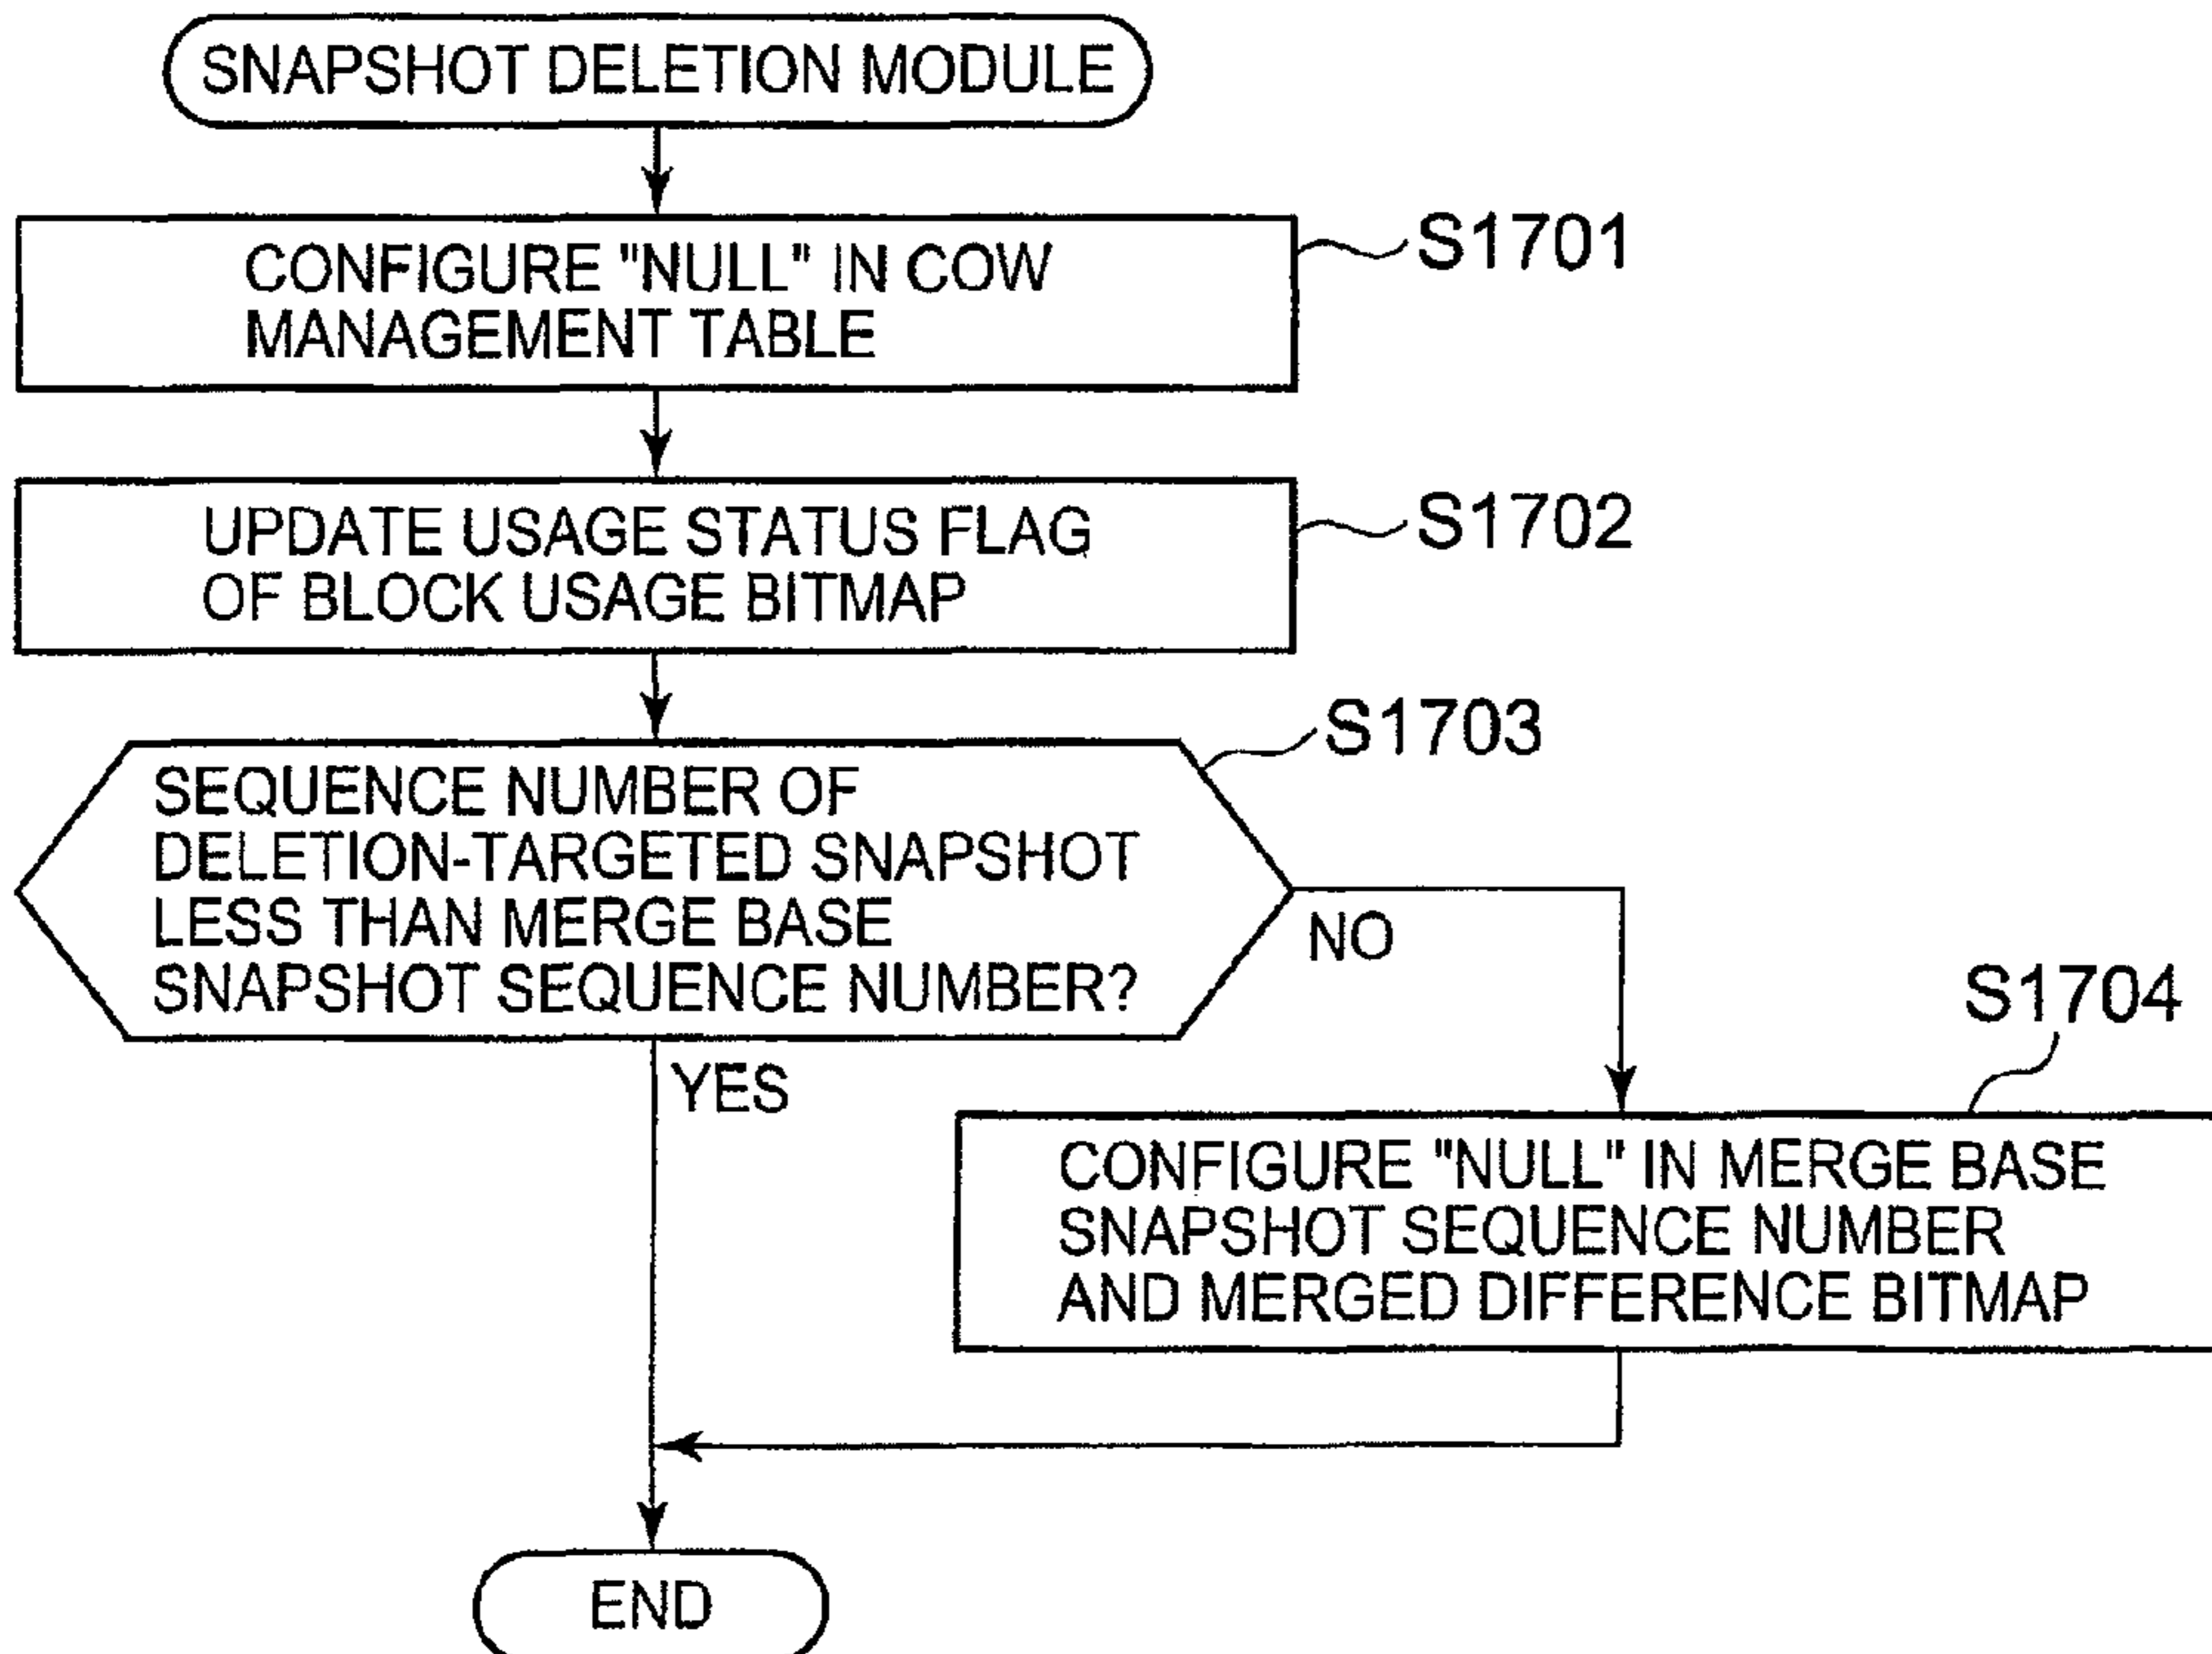 SNAPSHOT DELETION MODULE
CONFIGURE "NULL" IN COW
MANAGEMENT TABLE
S1701
UPDATE USAGE STATUS FLAG
OF BLOCK USAGE BITMAP
S1702
SEQUENCE NUMBER OF
DELETION-TARGETED SNAPSHOT
LESS THAN MERGE BASE
SNAPSHOT SEQUENCE NUMBER?
S1703
NO
YES
S1704
CONFIGURE "NULL" IN MERGE BASE
SNAPSHOT SEQUENCE NUMBER
AND MERGED DIFFERENCE BITMAP
END